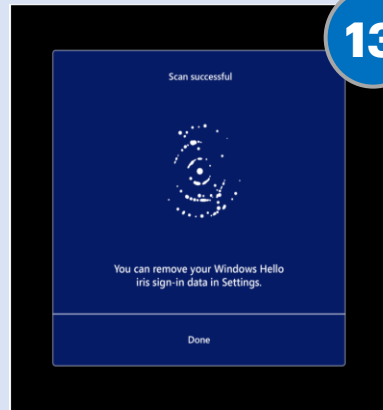 13
Scan successful
You can remove your Windows Hello
iris sign-in data in Settings.
Done